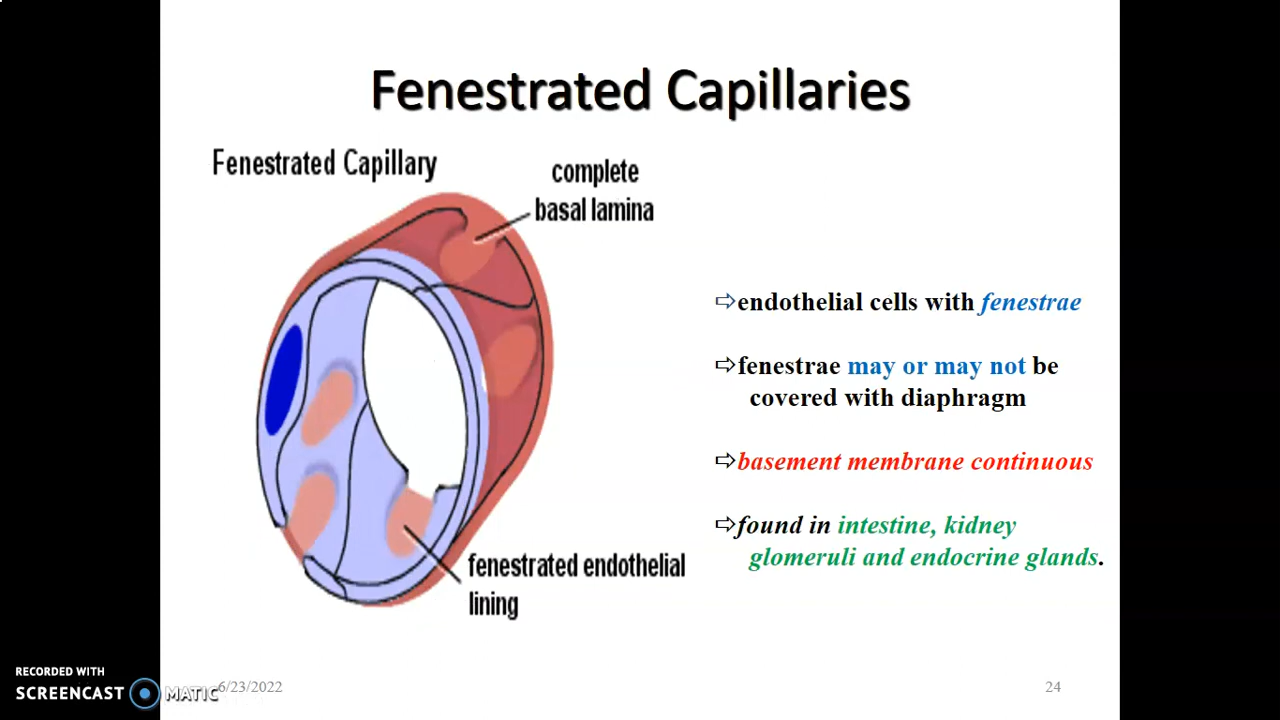 Fenestrated Capillaries
Fenestrated Capillary
complete
basal lamina
⇨endothelial cells with fenestrae
⇨fenestrae may or may not be
covered with diaphragm
⇨basement membrane continuous
⇨found in intestine, kidney
glomeruli and endocrine glands.
fenestrated endothelial
lining
RECORDED WITH
SCREENCAST MATIC
6/23/2022
24